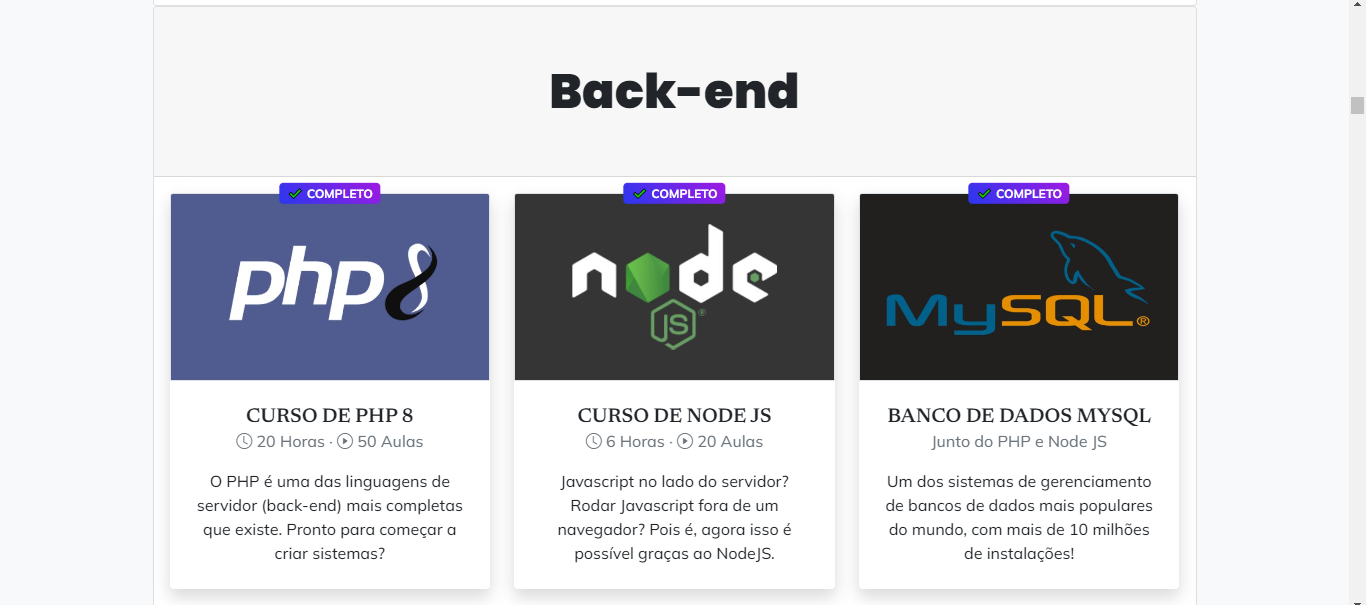 Back-end
COMPLETO
php 8
CURSO DE PHP 8
20 Horas · 50 Aulas
O PHP é uma das linguagens de
servidor (back-end) mais completas
que existe. Pronto para começar a
criar sistemas?
COMPLETO
node
JS ®
CURSO DE NODE JS
6 Horas · 20 Aulas
Javascript no lado do servidor?
Rodar Javascript fora de um
navegador? Pois é, agora isso é
possível graças ao NodeJS.
COMPLETO
MySQL®
BANCO DE DADOS MYSQL
Junto do PHP e Node JS
Um dos sistemas de gerenciamento
de bancos de dados mais populares
do mundo, com mais de 10 milhões
de instalações!